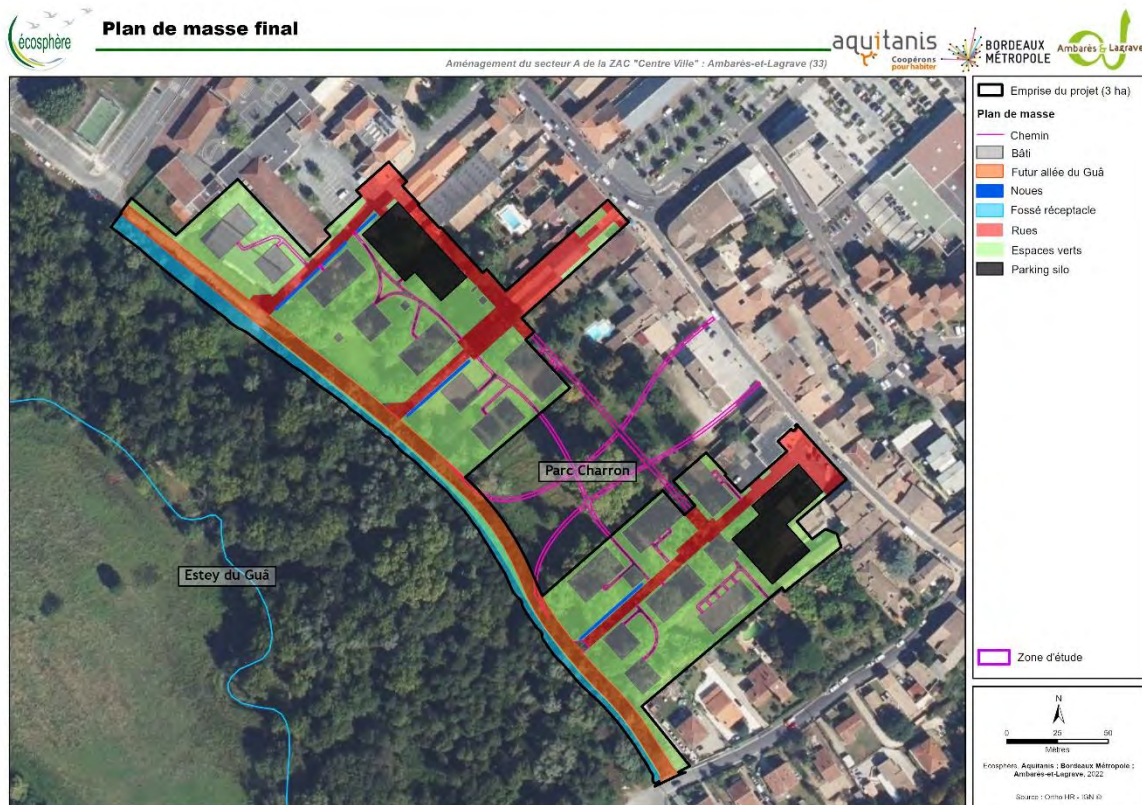 écosphère
Plan de masse final
Aménagement du secteur A de la ZAC "Centre Ville" : Ambarès-et-Lagrave (33)
aquitanis
Coopérons
pour habiter
BORDEAUX
MÉTROPOLE
Ambarès & Lagrave
Emprise du projet (3 ha)
Plan de masse
Chemin
Bâti
Futur allée du Guâ
Noues
Fossé réceptacle
Rues
Espaces verts
Parking silo
Parc Charron
Estey du Guâ
Zone d'étude
N
0 25 50
Mètres
Ecosphère, Aquitanis ; Bordeaux Métropole ;
Ambarès-et-Lagrave, 2022
Source : Ortho HR - IGN ©